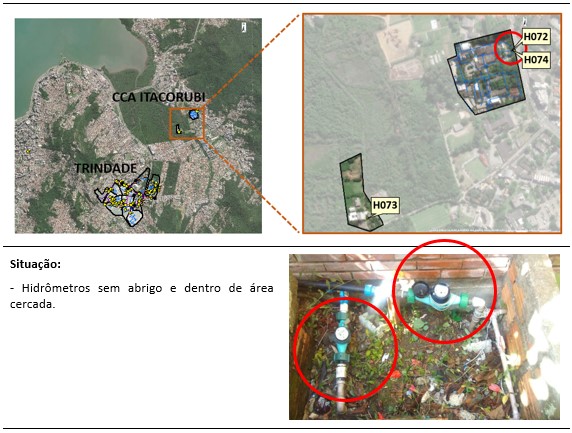 CCA ITACORUBI
TRINDADE
H072
H074
H073
Situação:
- Hidrômetros sem abrigo e dentro de área
cercada.